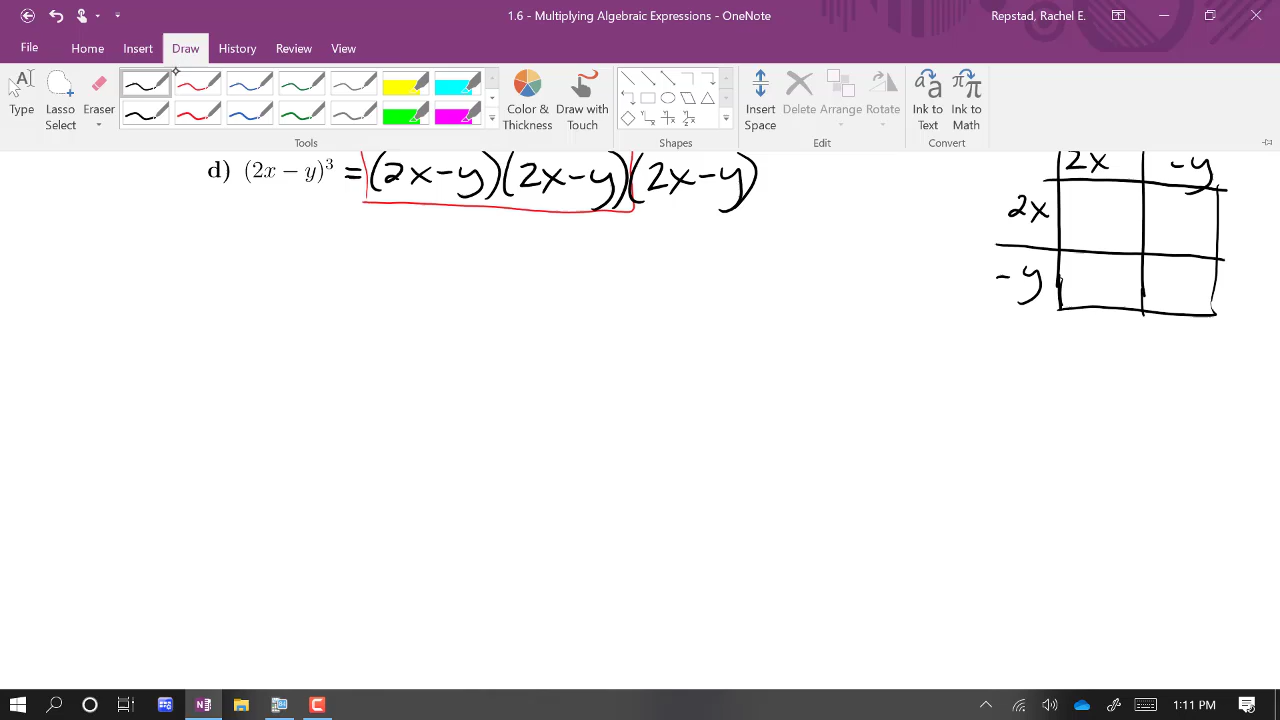 1.6 - Multiplying Algebraic Expressions - OneNote
Repstad, Rachel E.
File Home Insert Draw History Review View
Type
Lasso Select
Eraser
Color & Thickness
Draw with Touch
Insert Space
Delete Arrange Rotate
Ink to Text
Ink to Math
Tools Shapes Edit Convert
d) (2x − y)³ = (2x-y)(2x-y)(2x-y)
2x -y
2x
-y
1:11 PM